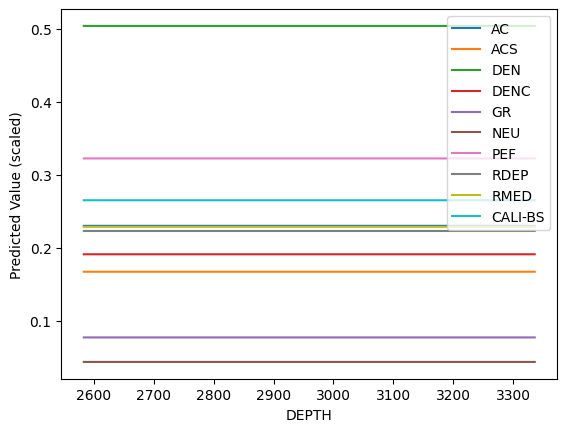 0.5
0.4
0.3
0.2
0.1
Predicted Value (scaled)
2600 2700 2800 2900 3000 3100 3200 3300
DEPTH
AC
ACS
DEN
DENC
GR
NEU
PEF
RDEP
RMED
CALI-BS